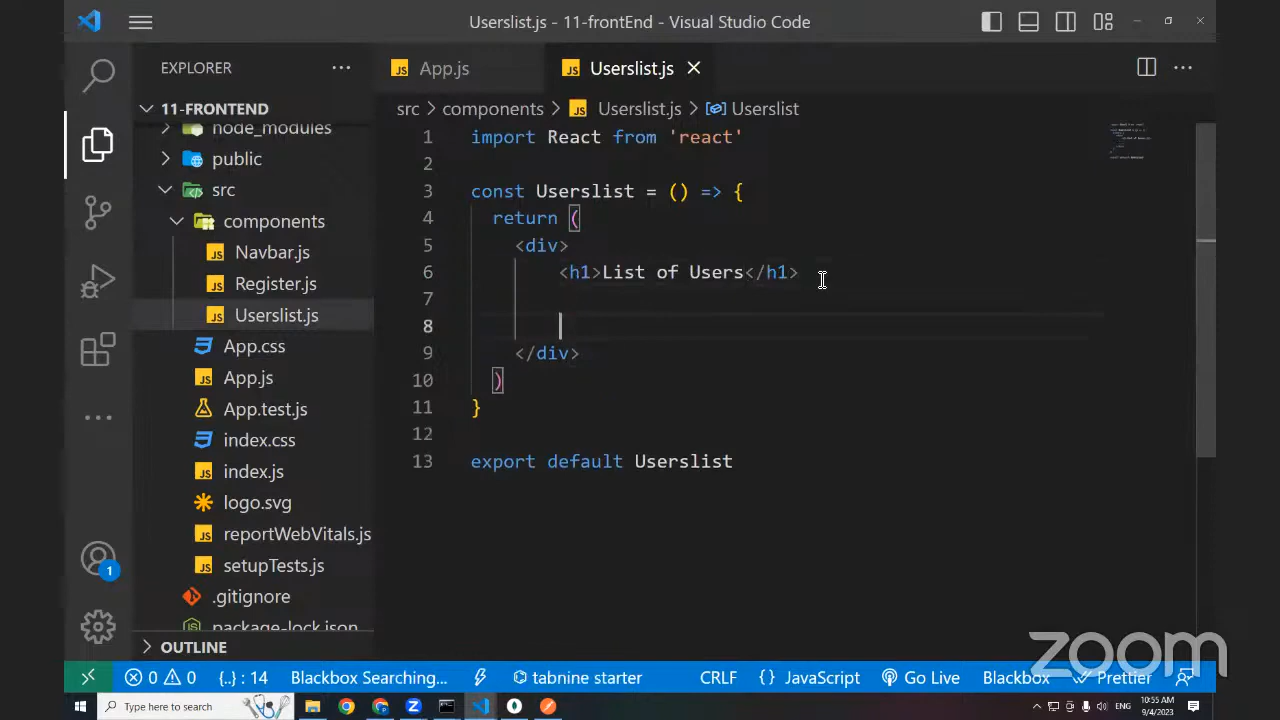 Userslist.js - 11-frontEnd - Visual Studio Code
EXPLORER
App.js
Userslist.js
11-FRONTEND
src
components
Userslist.js
Userslist
node_modules
public
src
components
Navbar.js
Register.js
Userslist.js
App.css
App.js
App.test.js
index.css
index.js
logo.svg
reportWebVitals.js
setupTests.js
.gitignore
package-lock.json
OUTLINE
1 import React from 'react'
2
3 const Userslist = () => {
4 return (
5 <div>
6 <h1>List of Users</h1>
7
8
9 </div>
10 )
11 }
12
13 export default Userslist
1
zoom
0 0 {..} : 14 Blackbox Searching... tabnine starter CRLF {} JavaScript Go Live Blackbox Prettier
Type here to search
ENG
10:55 AM
9/4/2023